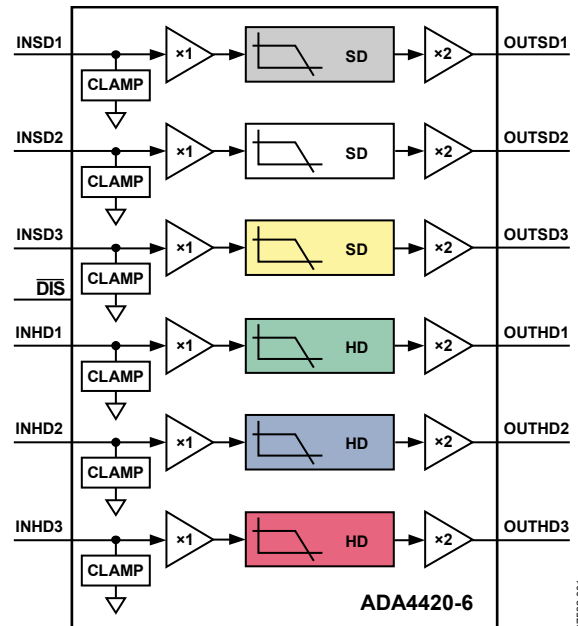 INSD1 ×1 SD ×2 OUTSD1
CLAMP
INSD2 ×1 SD ×2 OUTSD2
CLAMP
INSD3 ×1 SD ×2 OUTSD3
CLAMP
DIS
INHD1 ×1 HD ×2 OUTHD1
CLAMP
INHD2 ×1 HD ×2 OUTHD2
CLAMP
INHD3 ×1 HD ×2 OUTHD3
CLAMP
ADA4420-6